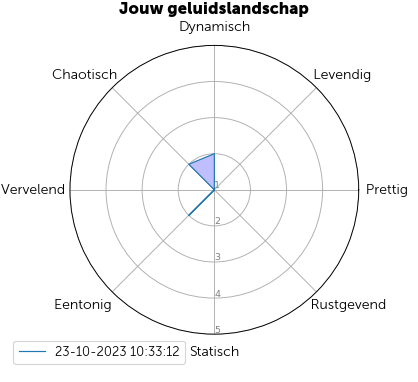 Jouw geluidslandschap
Dynamisch
Chaotisch
Levendig
Vervelend
Prettig
1
2
3
4
5
Eentonig
Rustgevend
23-10-2023 10:33:12
Statisch